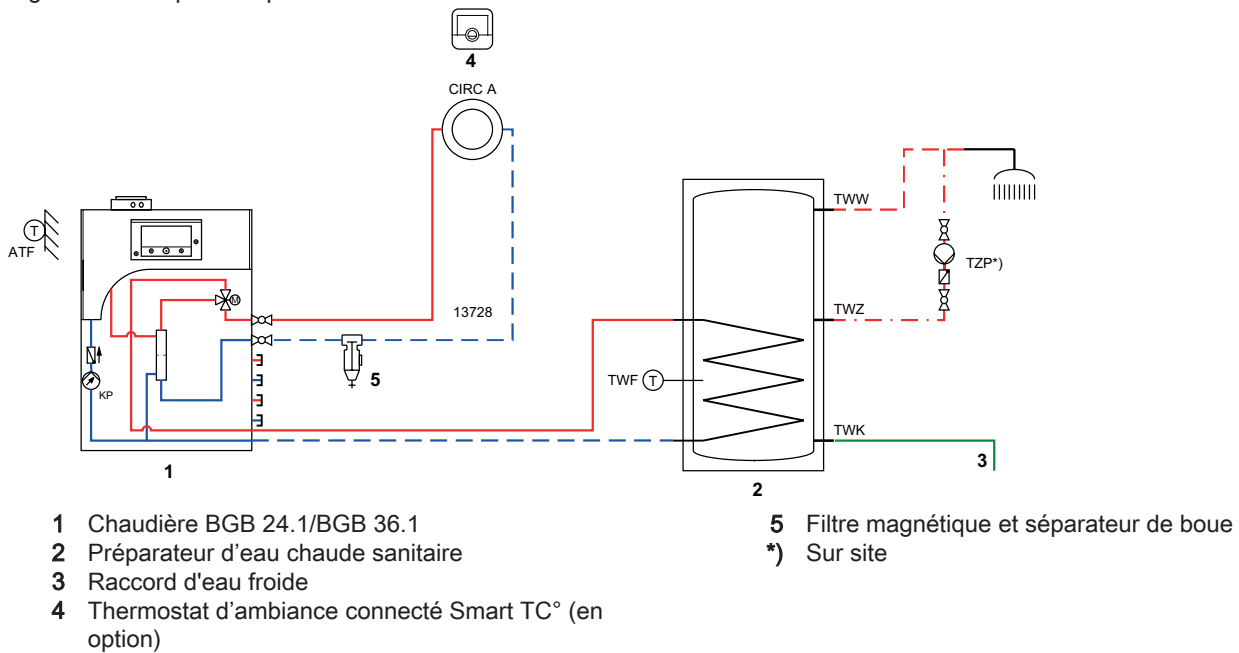 4
CIRC A
T
ATF
M
13728
5
KP
1
TWW
TZP*)
TWZ
TWF
T
TWK
3
2
1 Chaudière BGB 24.1/BGB 36.1
2 Préparateur d’eau chaude sanitaire
3 Raccord d'eau froide
4 Thermostat d’ambiance connecté Smart TC° (en
option)
5 Filtre magnétique et séparateur de boue
*) Sur site